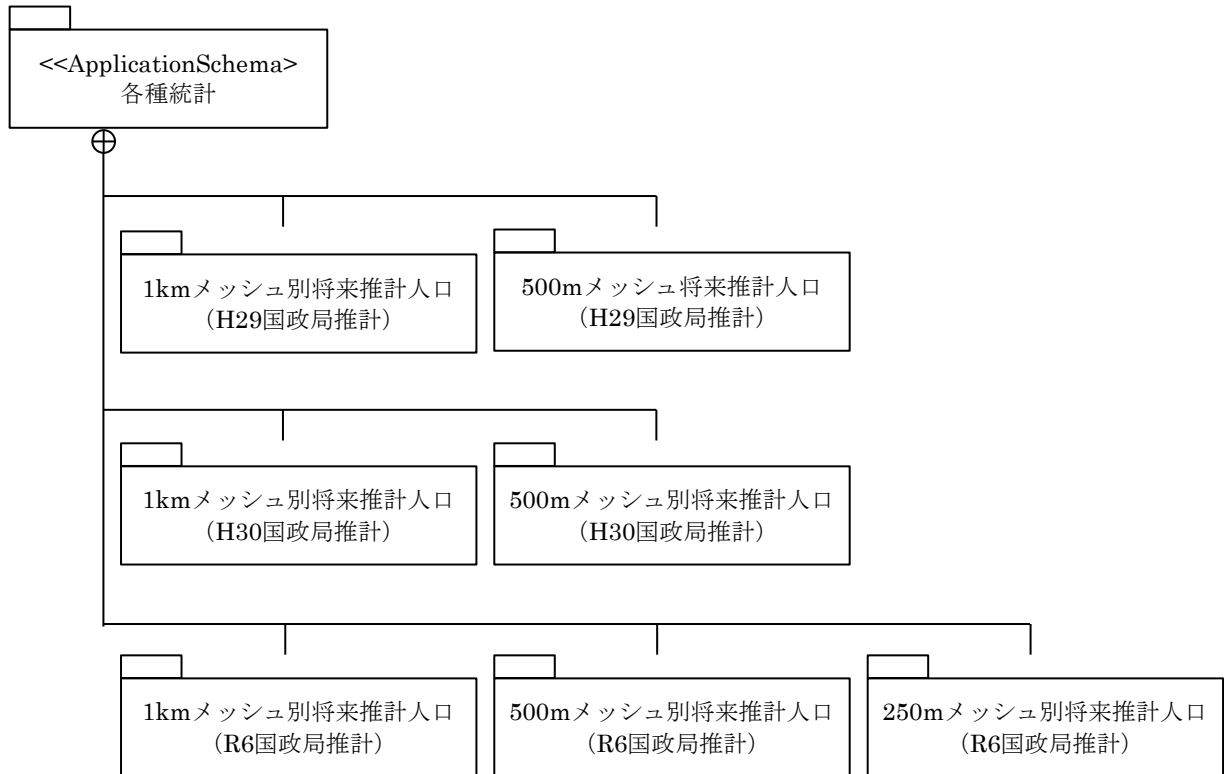 <<ApplicationSchema>
各種統計
1kmメッシュ別将来推計人口
（H29国政局推計）
500mメッシュ将来推計人口
（H29国政局推計）
1kmメッシュ別将来推計人口
（H30国政局推計）
500mメッシュ別将来推計人口
（H30国政局推計）
1kmメッシュ別将来推計人口
（R6国政局推計）
500mメッシュ別将来推計人口
（R6国政局推計）
250mメッシュ別将来推計人口
（R6国政局推計）